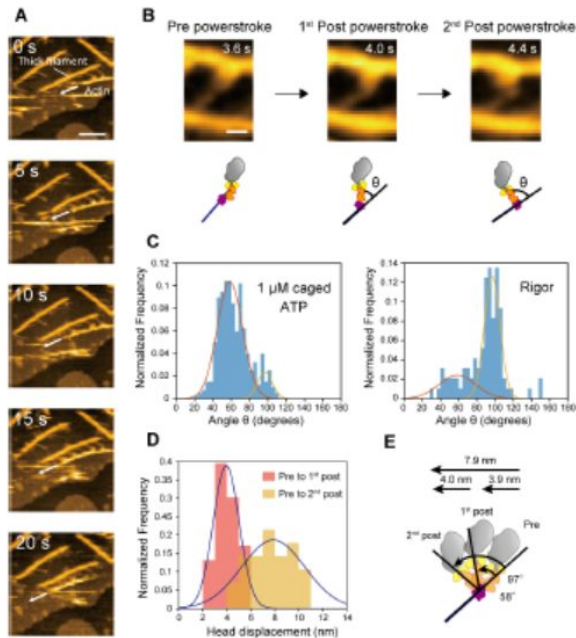 A
0 s
Thick filament
Actin
5 s
10 s
15 s
20 s
B
Pre powerstroke
1st Post powerstroke
2nd Post powerstroke
3.6 s
4.0 s
4.4 s
θ
θ
C
Normalized Frequency
0.12
0.1
0.08
0.06
0.04
0.02
0
1 μM caged
ATP
0 20 40 60 80 100 120 140 160 180
Angle θ (degrees)
Normalized Frequency
0.14
0.12
0.1
0.08
0.06
0.04
0.02
0
Rigor
0 20 40 60 80 100 120 140 160 180
Angle θ (degrees)
D
Normalized Frequency
0.4
0.35
0.3
0.25
0.2
0.15
0.1
0.05
0
Pre to 1st post
Pre to 2nd post
0 2 4 6 8 10 12 14
Head displacement (nm)
E
7.9 nm
4.0 nm 3.9 nm
1st post
2nd post
Pre
97°
58°